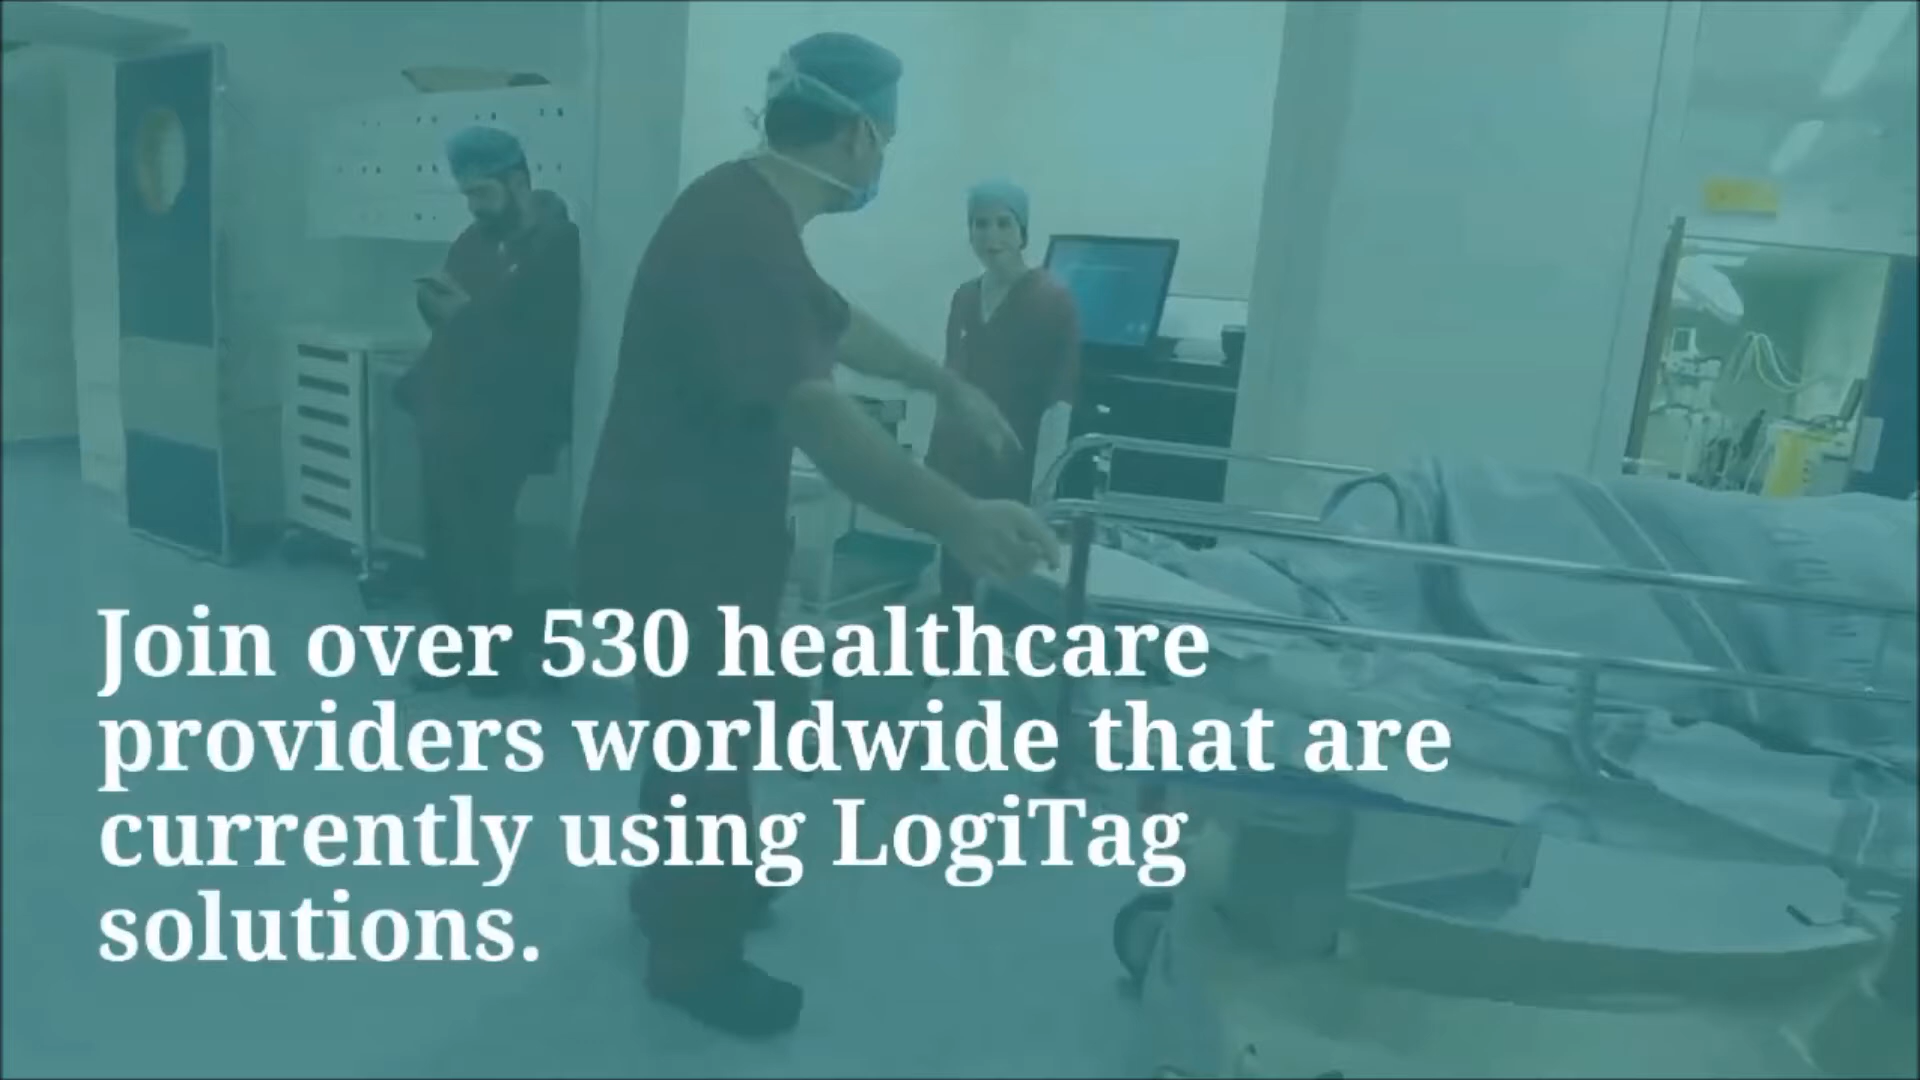 Join over 530 healthcare
providers worldwide that are
currently using LogiTag
solutions.